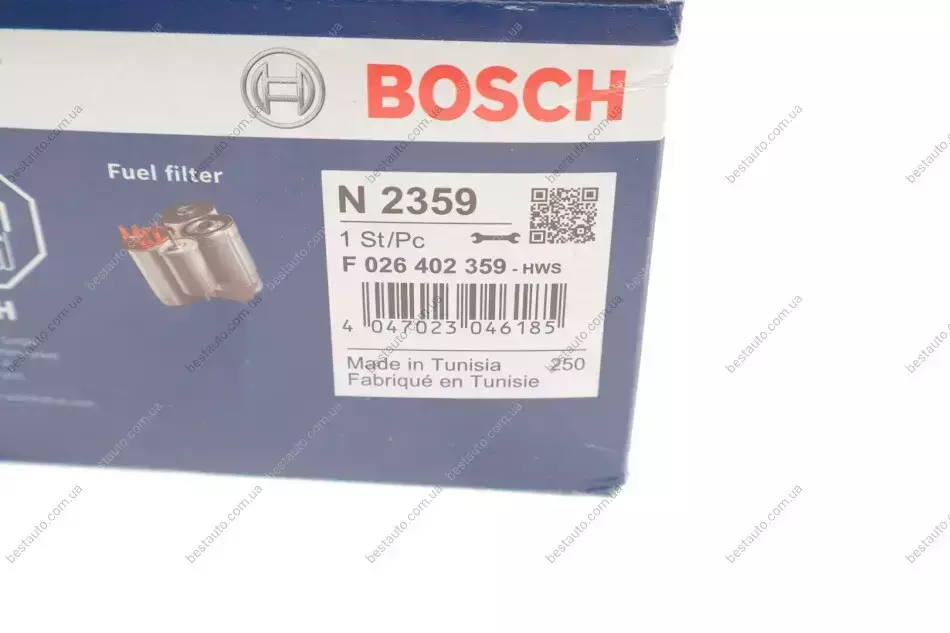 BOSCH
Fuel filter
N 2359
1 St/Pc
F 026 402 359 - HWS
4 047023 046185
Made in Tunisia 250
Fabriqué en Tunisie
H
bestauto.com.ua